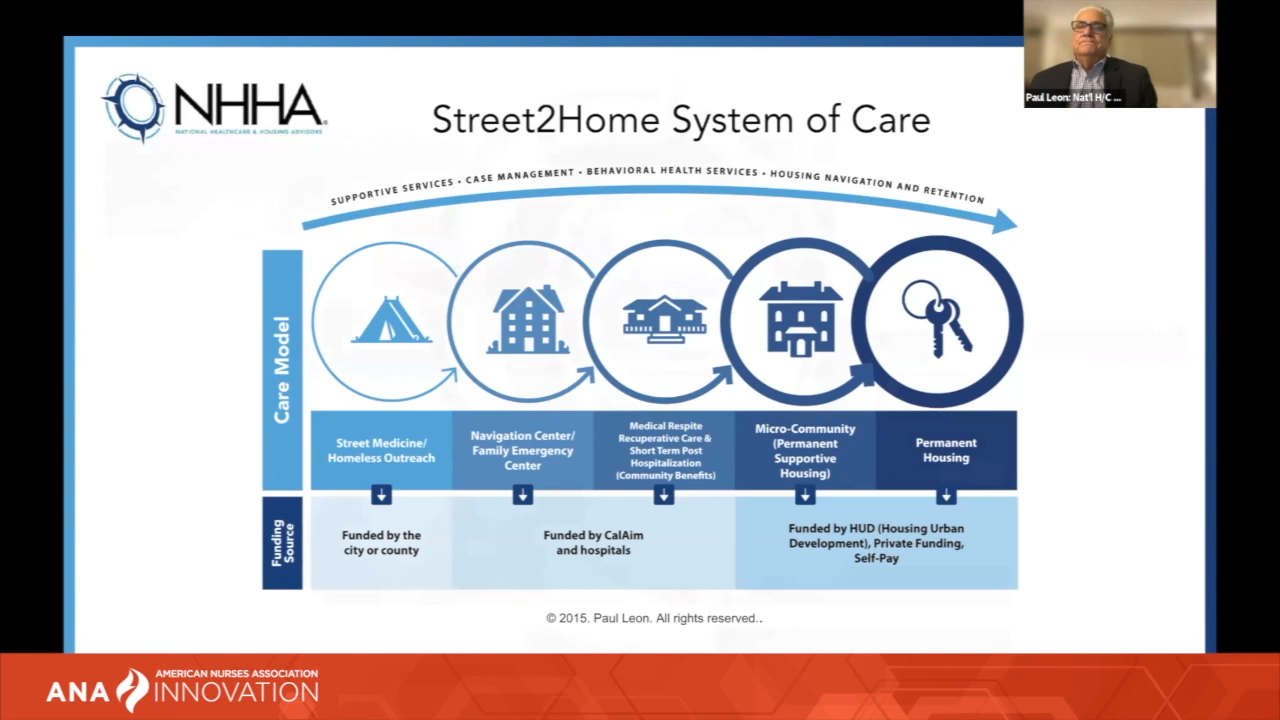 Paul Leon: Nat'l H/C ...
NHHA
NATIONAL HEALTHCARE & HOUSING ADVISORS
Street2Home System of Care
SUPPORTIVE SERVICES • CASE MANAGEMENT • BEHAVIORAL HEALTH SERVICES • HOUSING NAVIGATION AND RETENTION
Care Model
Street Medicine/
Homeless Outreach
Navigation Center/
Family Emergency
Center
Medical Respite
Recuperative Care &
Short Term Post
Hospitalization
(Community Benefits)
Micro-Community
(Permanent
Supportive
Housing)
Permanent
Housing
Funding
Source
Funded by the
city or county
Funded by CalAim
and hospitals
Funded by HUD (Housing Urban
Development), Private Funding,
Self-Pay
© 2015. Paul Leon. All rights reserved..
ANA
AMERICAN NURSES ASSOCIATION
INNOVATION